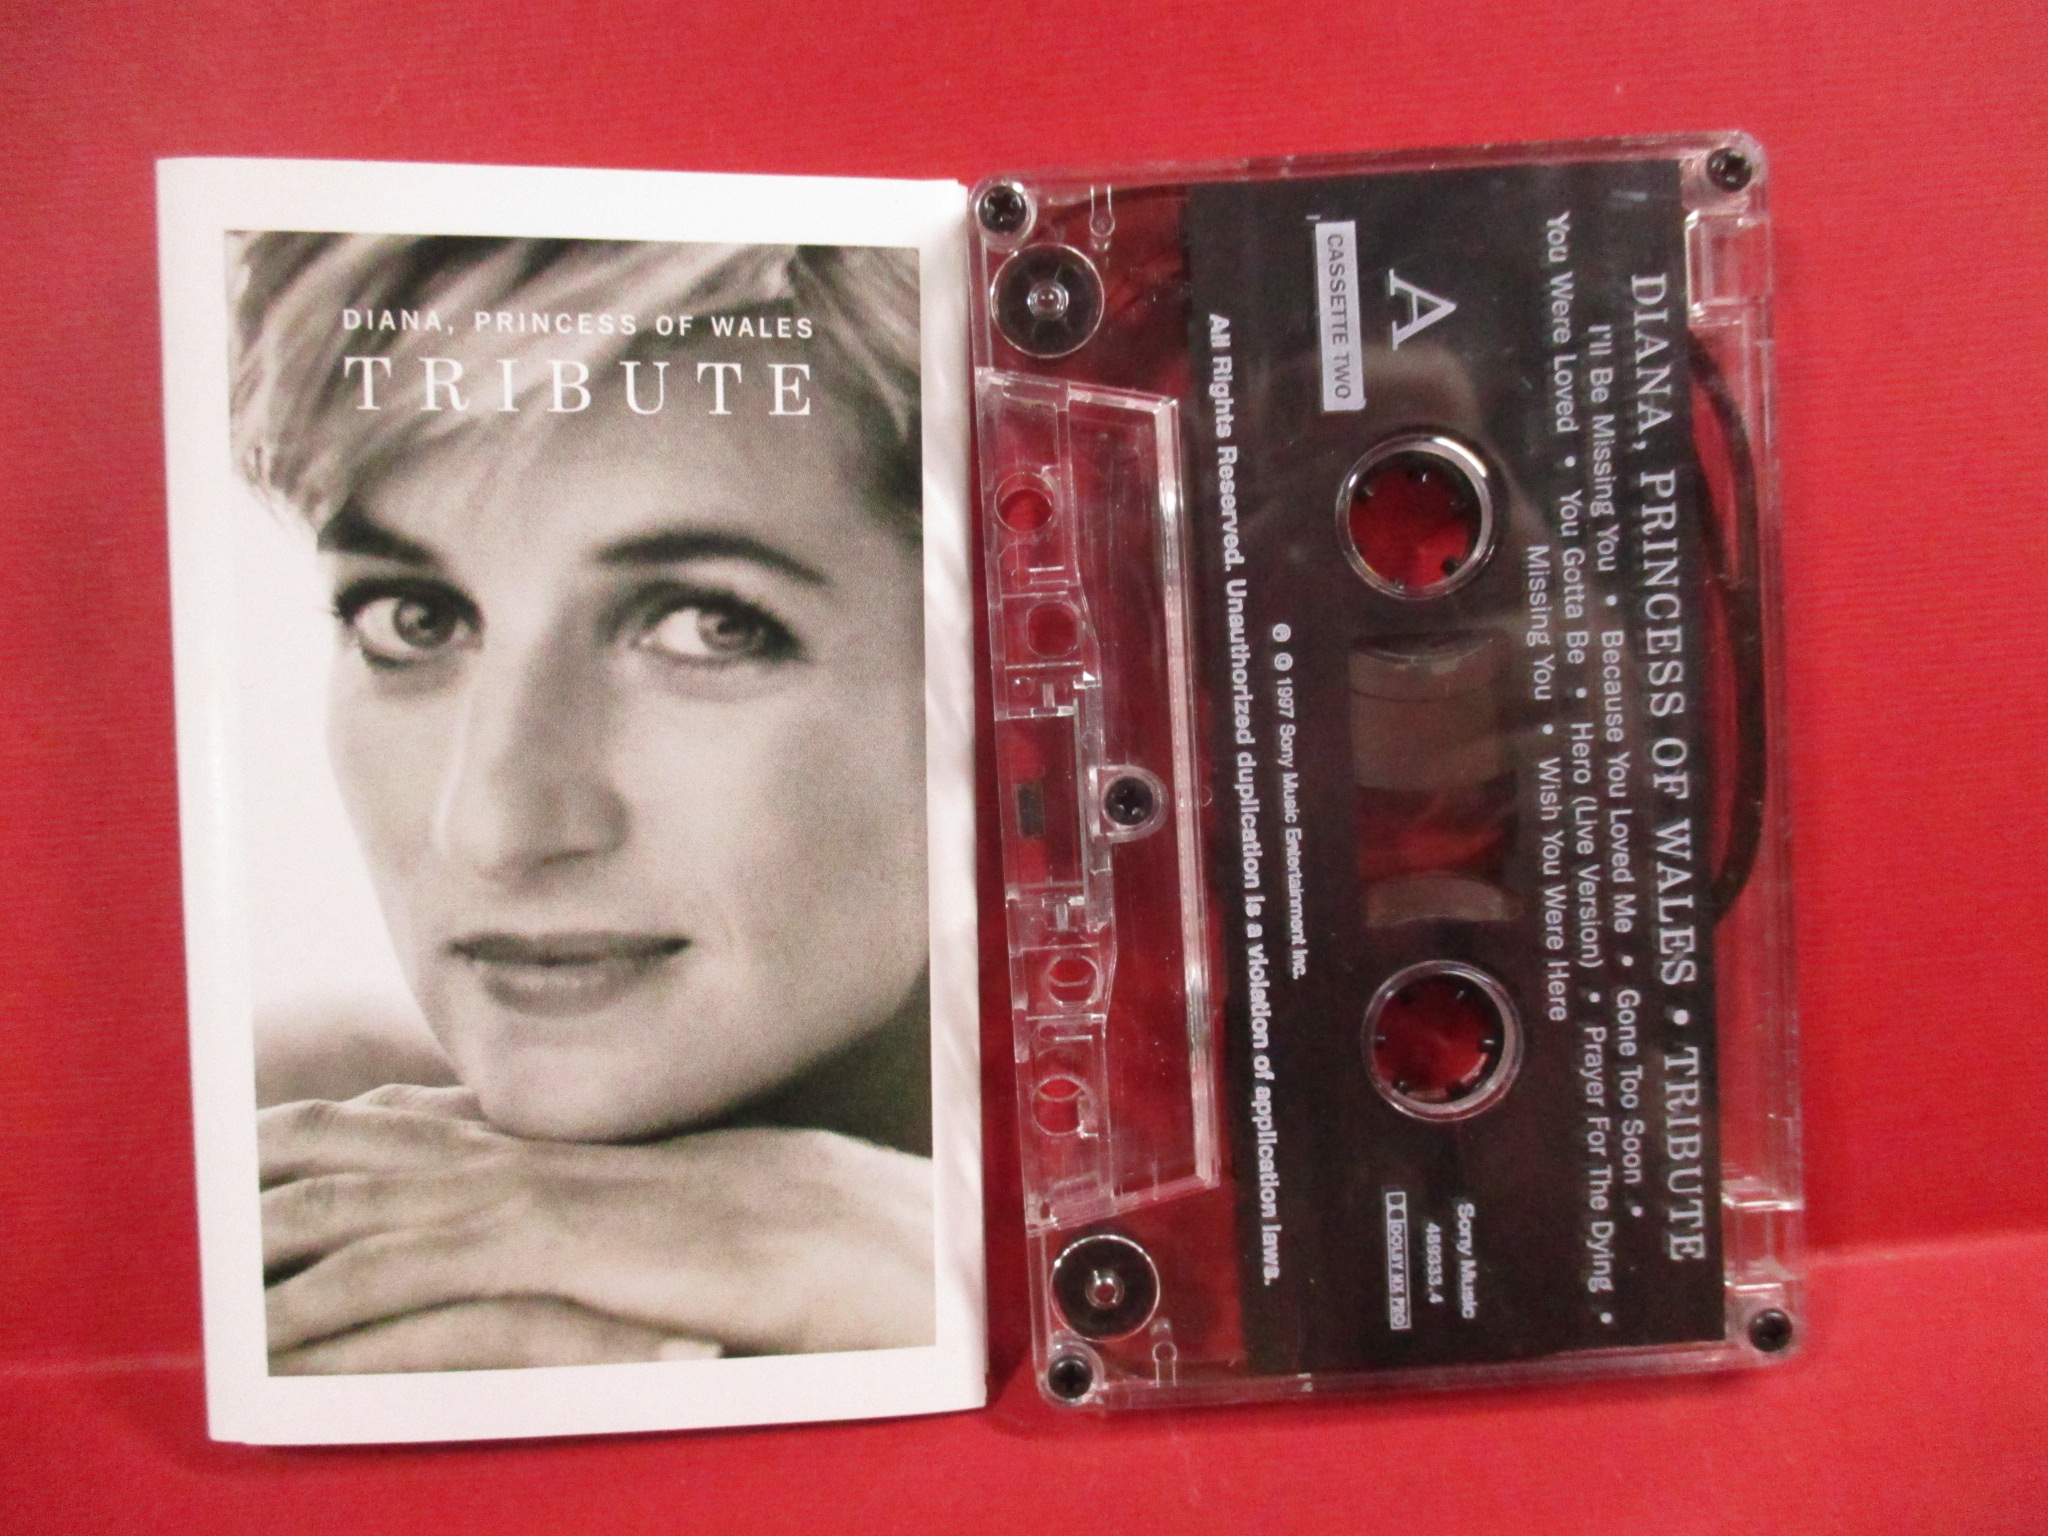 DIANA, PRINCESS OF WALES
TRIBUTE
DIANA, PRINCESS OF WALES • TRIBUTE
I'll Be Missing You • Because You Loved Me • Gone Too Soon •
You Were Loved • You Gotta Be • Hero (Live Version) • Prayer For The Dying •
Missing You • Wish You Were Here
A
CASSETTE TWO
Sony Music
489333.4
DOLBY HX PRO
℗ © 1997 Sony Music Entertainment Inc.
All Rights Reserved. Unauthorized duplication is a violation of application laws.